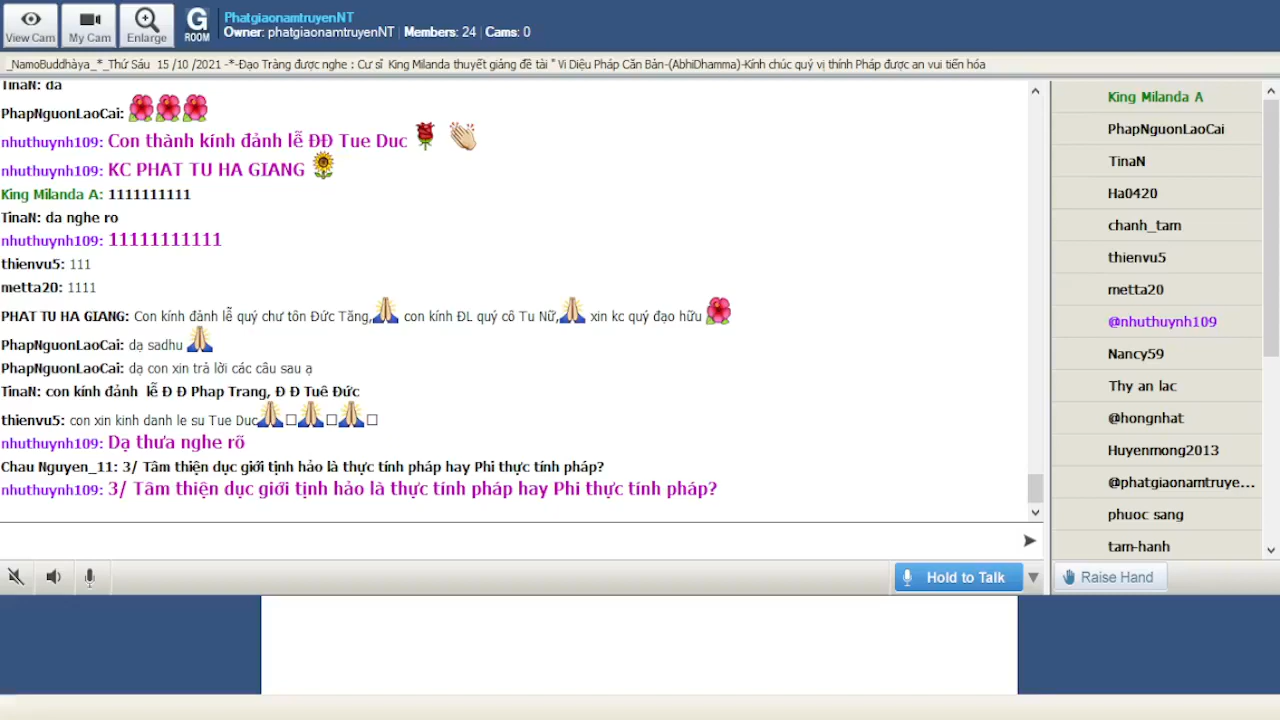 View Cam
My Cam
Enlarge
G
ROOM
PhatgiaonamtruyenNT
Owner: phatgiaonamtruyenNT | Members: 24 | Cams: 0
_NamoBuddhàya_*_Thứ Sáu 15 /10 /2021 -*-Đạo Tràng được nghe : Cư sĩ King Milanda thuyết giảng đề tài " Vi Diệu Pháp Căn Bản-(AbhiDhamma)-Kính chúc quý vị thính Pháp được an vui tiến hóa
TinaN: da
PhapNguonLaoCai:
nhuthuynh109: Con thành kính đảnh lễ ĐĐ Tue Duc
nhuthuynh109: KC PHAT TU HA GIANG
King Milanda A: 1111111111
TinaN: da nghe ro
nhuthuynh109: 11111111111
thienvu5: 111
metta20: 1111
PHAT TU HA GIANG: Con kính đảnh lễ quý chư tôn Đức Tăng, con kính ĐL quý cô Tu Nữ, xin kc quý đạo hữu
PhapNguonLaoCai: dạ sadhu
PhapNguonLaoCai: dạ con xin trả lời các câu sau ạ
TinaN: con kính đảnh lễ Đ Đ Phap Trang, Đ Đ Tuê Đức
thienvu5: con xin kinh danh le su Tue Duc
nhuthuynh109: Dạ thưa nghe rõ
Chau Nguyen_11: 3/ Tâm thiện dục giới tịnh hảo là thực tính pháp hay Phi thực tính pháp?
nhuthuynh109: 3/ Tâm thiện dục giới tịnh hảo là thực tính pháp hay Phi thực tính pháp?
Hold to Talk
King Milanda A
PhapNguonLaoCai
TinaN
Ha0420
chanh_tam
thienvu5
metta20
@nhuthuynh109
Nancy59
Thy an lac
@hongnhat
Huyenmong2013
@phatgiaonamtruye...
phuoc sang
tam-hanh
Raise Hand